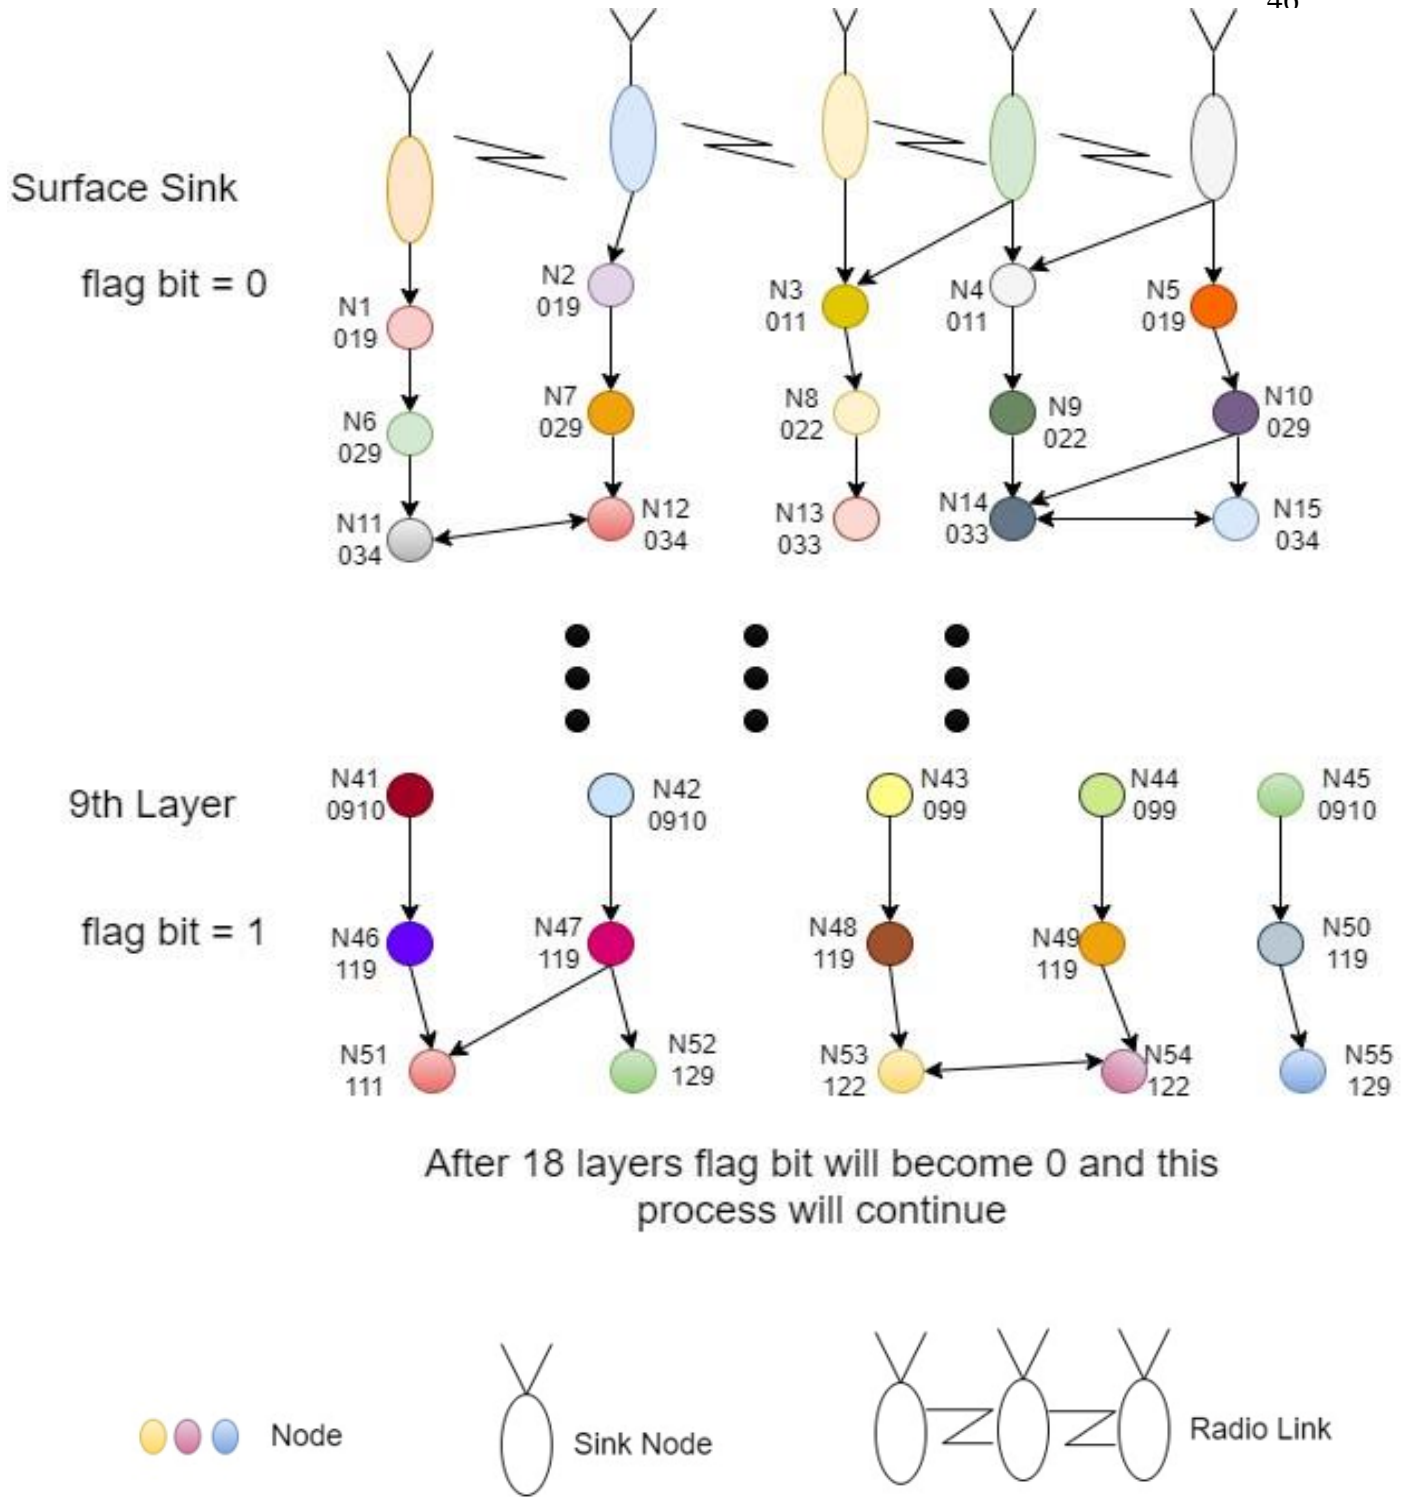 Surface Sink
flag bit = 0
N1
019
N2
019
N3
011
N4
011
N5
019
N6
029
N7
029
N8
022
N9
022
N10
029
N11
034
N12
034
N13
033
N14
033
N15
034
9th Layer
flag bit = 1
N41
0910
N42
0910
N43
099
N44
099
N45
0910
N46
119
N47
119
N48
119
N49
119
N50
119
N51
111
N52
129
N53
122
N54
122
N55
129
After 18 layers flag bit will become 0 and this
process will continue
Node
Sink Node
Radio Link